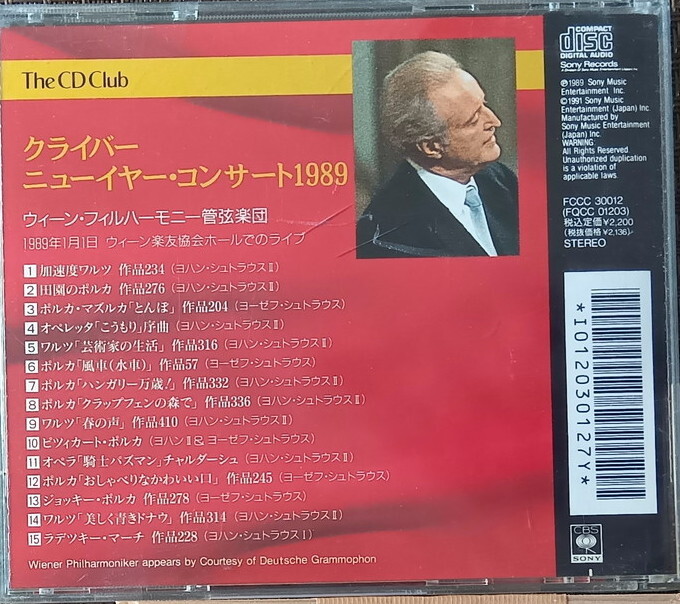 The CD Club
クライバー
ニューイヤー・コンサート1989
ウィーン・フィルハーモニー管弦楽団
1989年1月1日 ウィーン楽友協会ホールでのライブ
1 加速度ワルツ 作品234(ヨハン・シュトラウスⅡ)
2 田園のポルカ 作品276(ヨハン・シュトラウスⅡ)
3 ポルカ・マズルカ「とんぼ」作品204(ヨーゼフ・シュトラウス)
4 オペレッタ「こうもり」序曲(ヨハン・シュトラウスⅡ)
5 ワルツ「芸術家の生活」作品316(ヨハン・シュトラウスⅡ)
6 ポルカ「風車(水車)」作品57(ヨーゼフ・シュトラウス)
7 ポルカ「ハンガリー万歳!」作品332(ヨハン・シュトラウスⅡ)
8 ポルカ「クラップフェンの森で」作品336(ヨハン・シュトラウスⅡ)
9 ワルツ「春の声」作品410(ヨハン・シュトラウスⅡ)
10 ピツィカート・ポルカ(ヨハンⅡ&ヨーゼフ・シュトラウス)
11 オペラ「騎士パズマン」チャルダーシュ(ヨハン・シュトラウスⅡ)
12 ポルカ「おしゃべりなかわいい口」作品245(ヨーゼフ・シュトラウス)
13 ジョッキー・ポルカ 作品278(ヨーゼフ・シュトラウス)
14 ワルツ「美しく青きドナウ」作品314(ヨハン・シュトラウスⅡ)
15 ラデツキー・マーチ 作品228(ヨハン・シュトラウスⅠ)
Wiener Philharmoniker appears by Courtesy of Deutsche Grammophon
COMPACT
disc
DIGITAL AUDIO
Sony Records
℗1989 Sony Music
Entertainment Inc.
©1991 Sony Music
Entertainment (Japan) Inc.
Manufactured by
Sony Music Entertainment
(Japan) Inc.
WARNING:
All Rights Reserved.
Unauthorized duplication
is a violation of
applicable laws.
FCCC 30012
(FQCC 01203)
税込定価¥2,200
(税抜価格¥2,136)
STEREO
*I012030127Y*
CBS
SONY